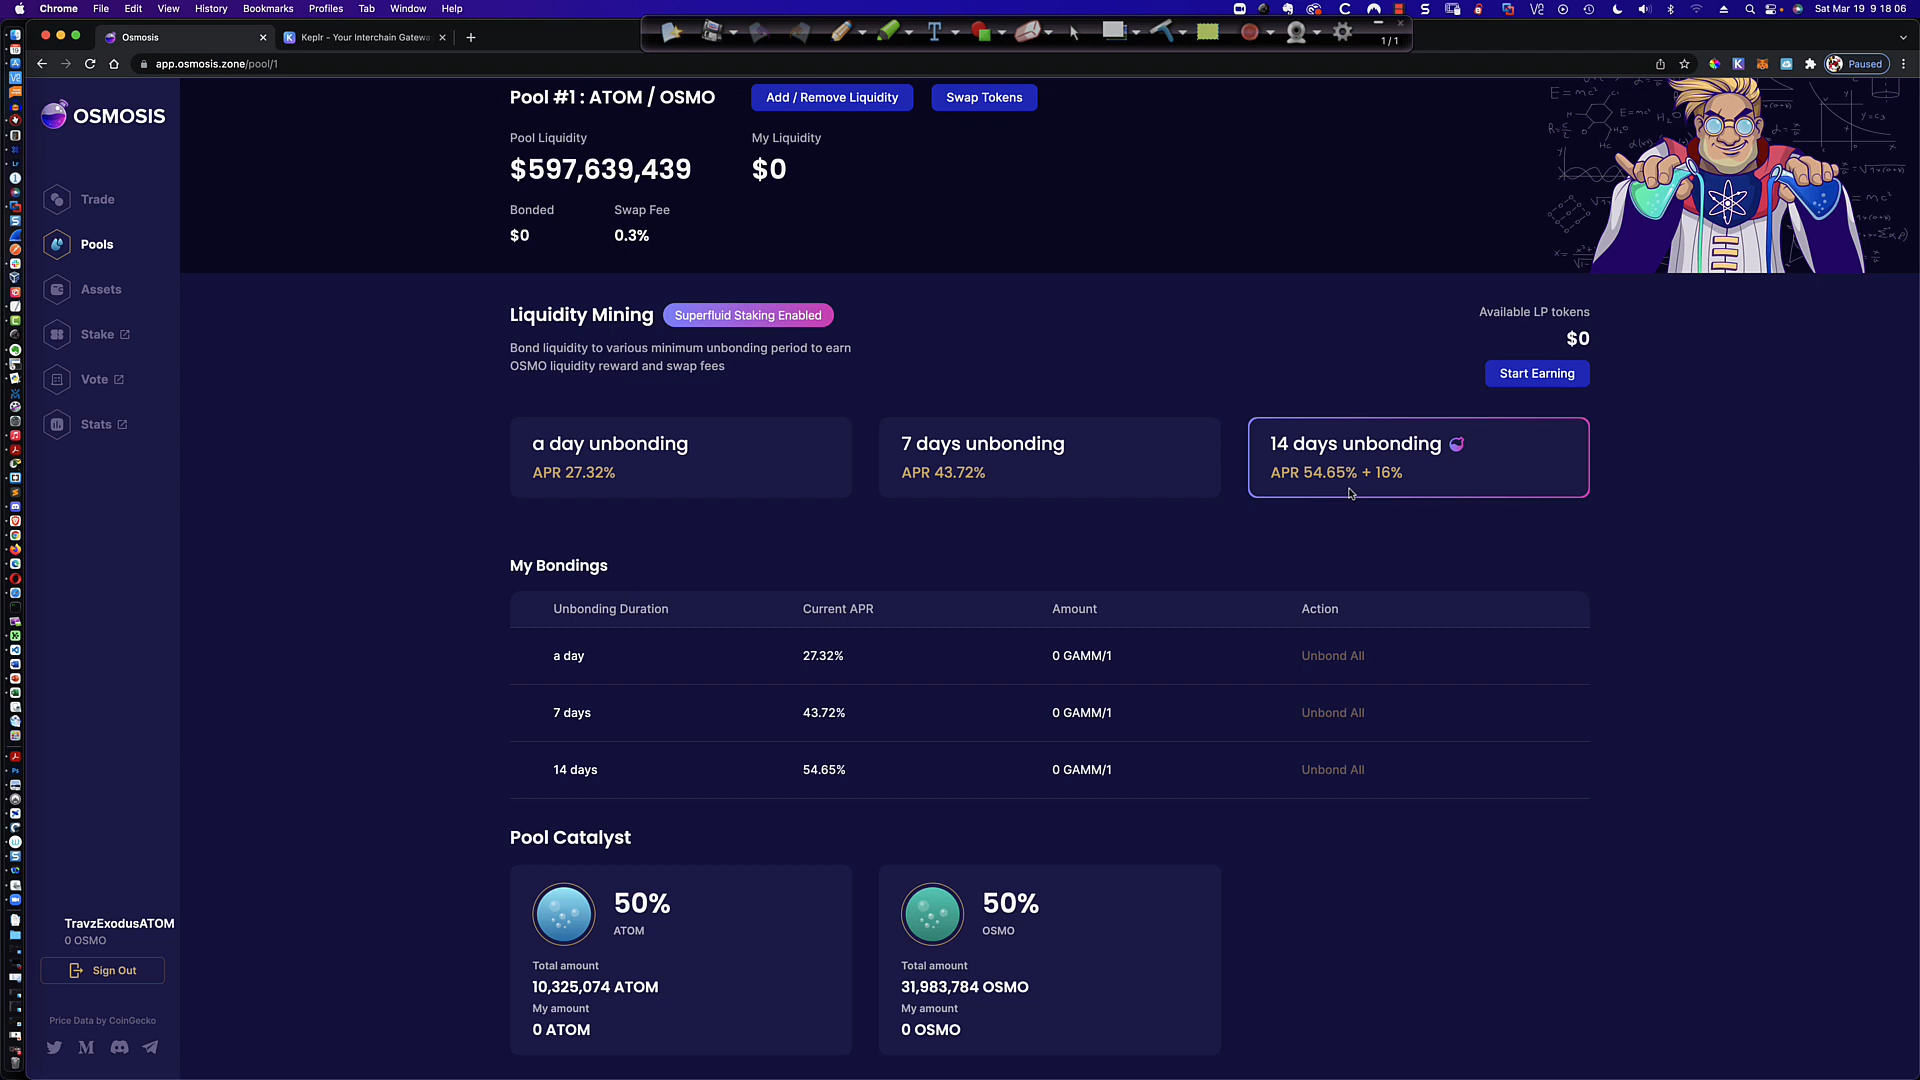 Chrome File Edit View History Bookmarks Profiles Tab Window Help
Sat Mar 19 9 18 06
Osmosis
Keplr - Your Interchain Gatewa
1/1
app.osmosis.zone/pool/1
Paused
OSMOSIS
Trade
Pools
Assets
Stake
Vote
Stats
TravzExodusATOM
0 OSMO
Sign Out
Price Data by CoinGecko
Pool #1 : ATOM / OSMO
Add / Remove Liquidity
Swap Tokens
Pool Liquidity
My Liquidity
$597,639,439
$0
Bonded
Swap Fee
$0
0.3%
Liquidity Mining
Superfluid Staking Enabled
Bond liquidity to various minimum unbonding period to earn
OSMO liquidity reward and swap fees
Available LP tokens
$0
Start Earning
a day unbonding
APR 27.32%
7 days unbonding
APR 43.72%
14 days unbonding
APR 54.65% + 16%
My Bondings
Unbonding Duration Current APR Amount Action
a day 27.32% 0 GAMM/1 Unbond All
7 days 43.72% 0 GAMM/1 Unbond All
14 days 54.65% 0 GAMM/1 Unbond All
Pool Catalyst
50%
ATOM
Total amount
10,325,074 ATOM
My amount
0 ATOM
50%
OSMO
Total amount
31,983,784 OSMO
My amount
0 OSMO